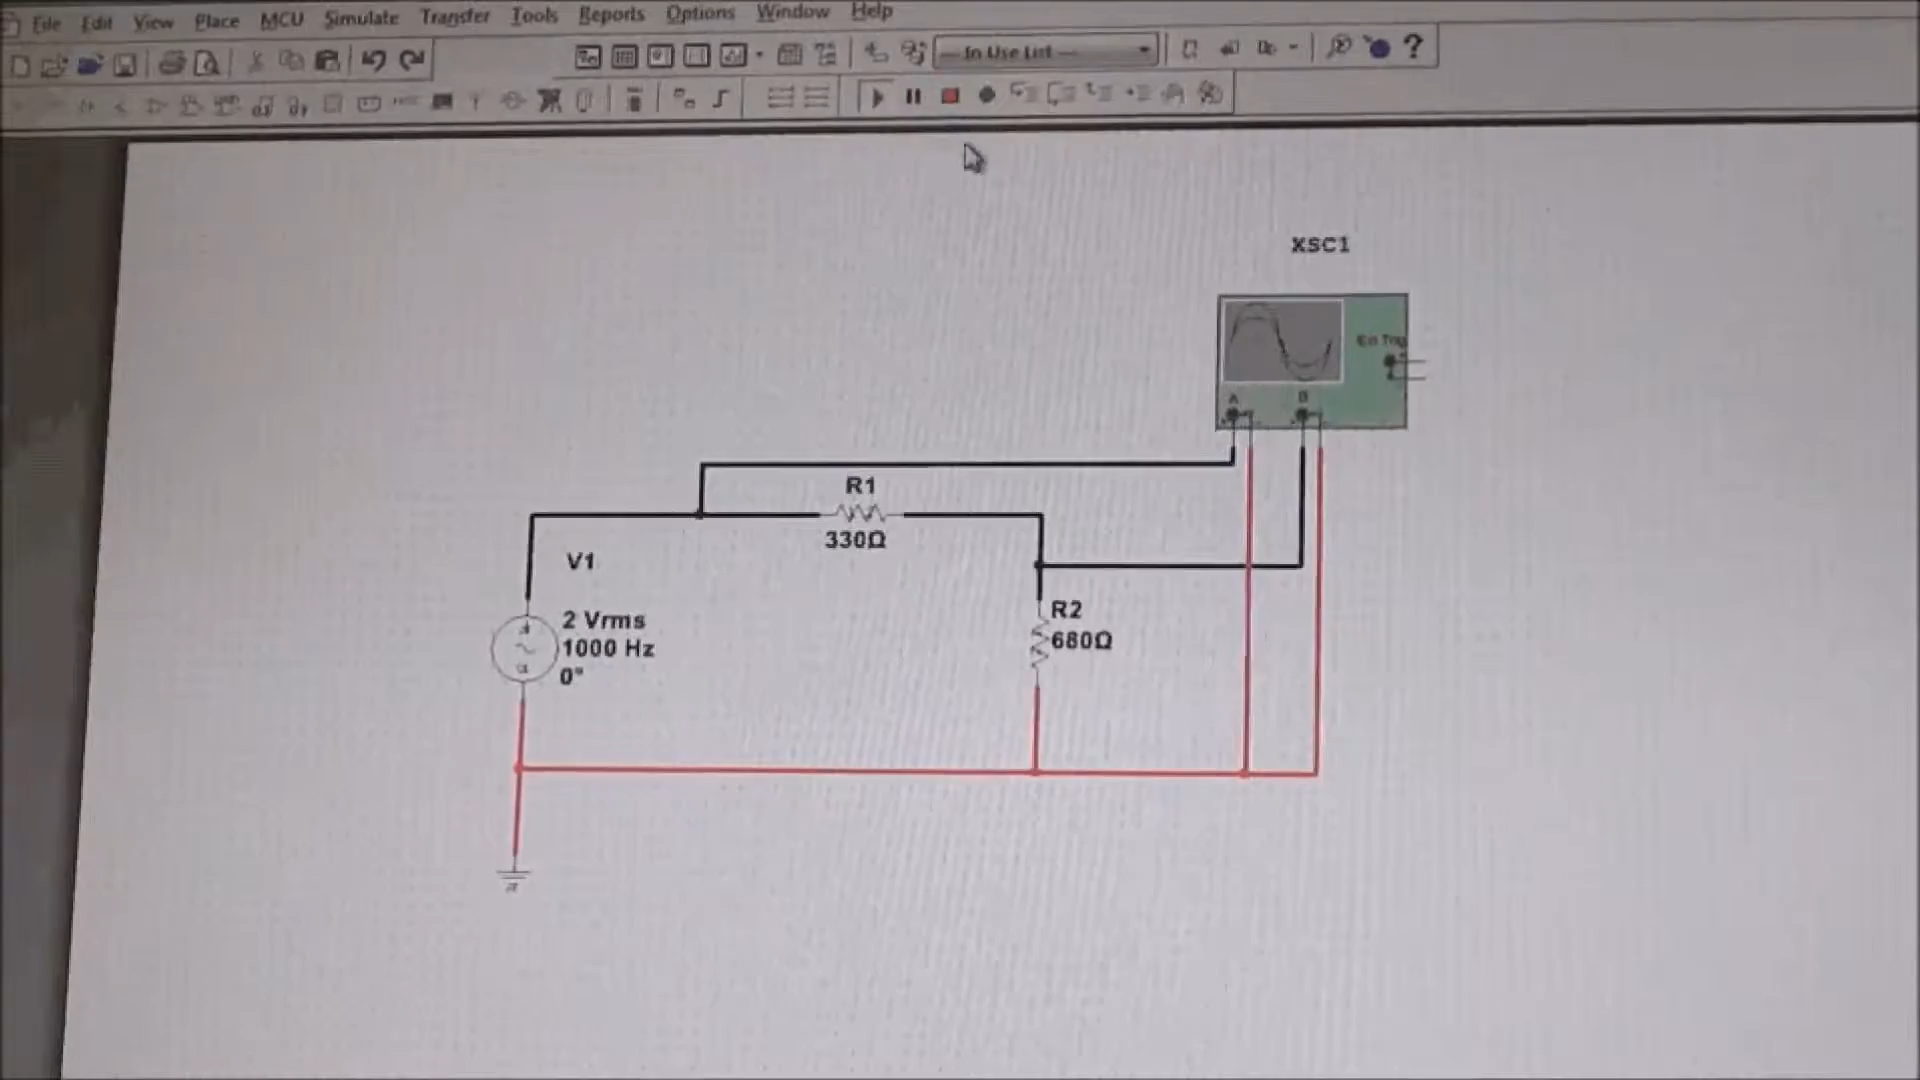 File Edit View Place MCU Simulate Transfer Tools Reports Options Window Help
--- In Use List ---
?
XSC1
A B
R1
330Ω
V1
2 Vrms
1000 Hz
0°
R2
680Ω